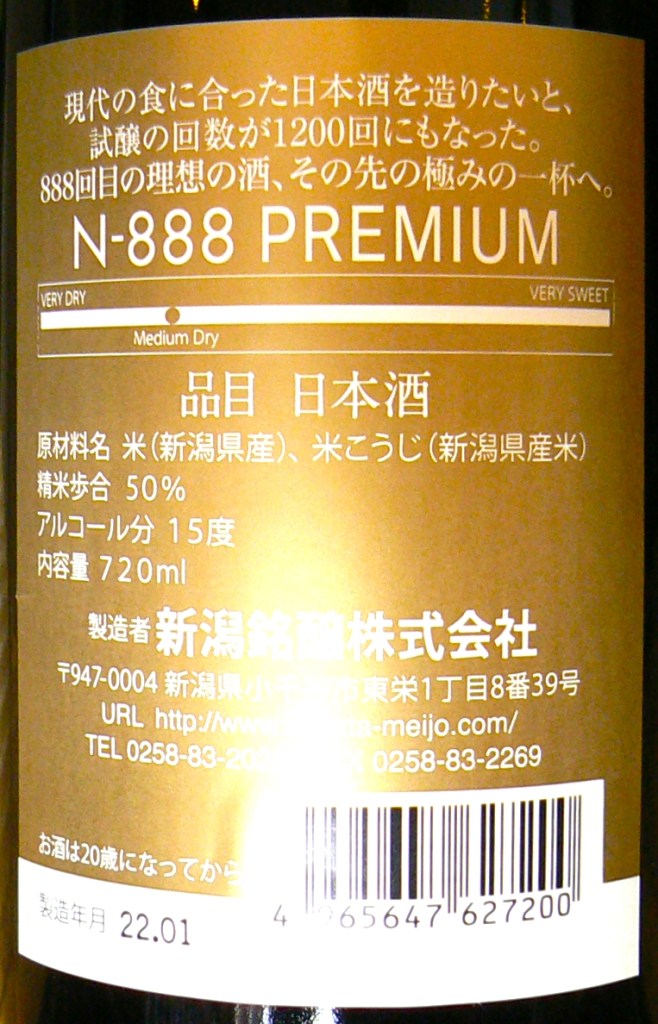 現代の食に合った日本酒を造りたいと、
試醸の回数が1200回にもなった。
888回目の理想の酒、その先の極みの一杯へ。
N-888 PREMIUM
VERY DRY VERY SWEET
Medium Dry
品目 日本酒
原材料名 米(新潟県産)、米こうじ(新潟県産米)
精米歩合 50%
アルコール分 15度
内容量 720ml
製造者 新潟銘醸株式会社
〒947-0004 新潟県小千谷市東栄1丁目8番39号
URL http://www
-meijo.com/
TEL 0258-83- 0258-83-2269
お酒は20歳になってから
製造年月 22.01
4 965647 627200